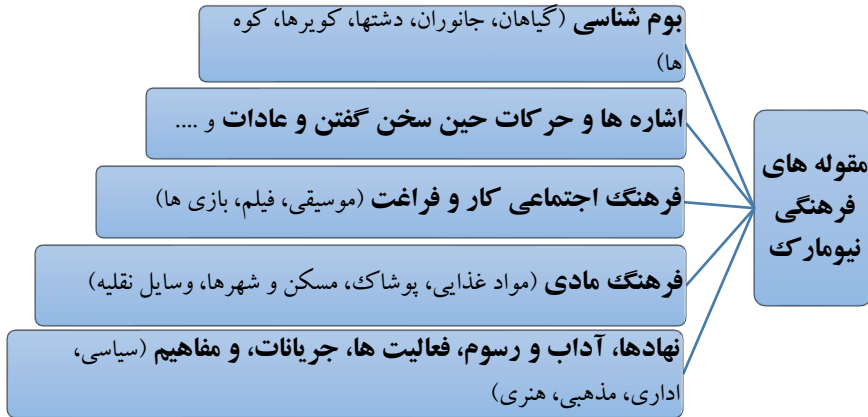 مقوله های
فرهنگی
نیومارک
بوم شناسی (گیاهان، جانوران، دشتها، کویرها، کوه
ها)
اشاره ها و حرکات حین سخن گفتن و عادات و ....
فرهنگ اجتماعی کار و فراغت (موسیقی، فیلم، بازی ها)
فرهنگ مادی (مواد غذایی، پوشاک، مسکن و شهرها، وسایل نقلیه)
نهادها، آداب و رسوم، فعالیت ها، جریانات، و مفاهیم (سیاسی،
اداری، مذهبی، هنری)